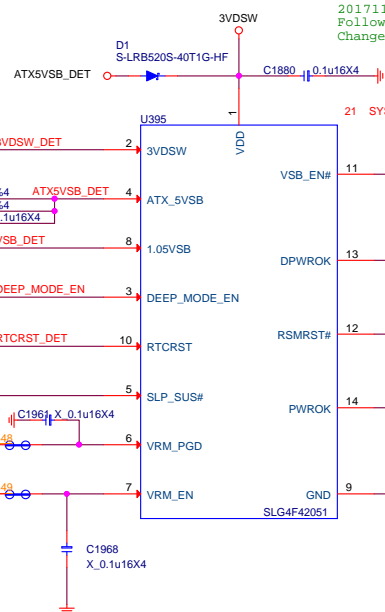 201711
3VDSW
Follow
Change
D1
S-LRB520S-40T1G-HF
ATX5VSB_DET
C1880
0.1u16X4
1
U395
21
SYS
VDD
VDSW_DET
2
3VDSW
VSB_EN#
11
4
ATX5VSB_DET
4
ATX_5VSB
4
.1u16X4
VSB_DET
8
1.05VSB
DPWROK
13
DEEP_MODE_EN
3
DEEP_MODE_EN
RTCRST_DET
10
RTCRST
RSMRST#
12
5
SLP_SUS#
C1961
X_0.1u16X4
PWROK
14
48
6
VRM_PGD
49
7
VRM_EN
GND
9
SLG4F42051
C1968
X_0.1u16X4